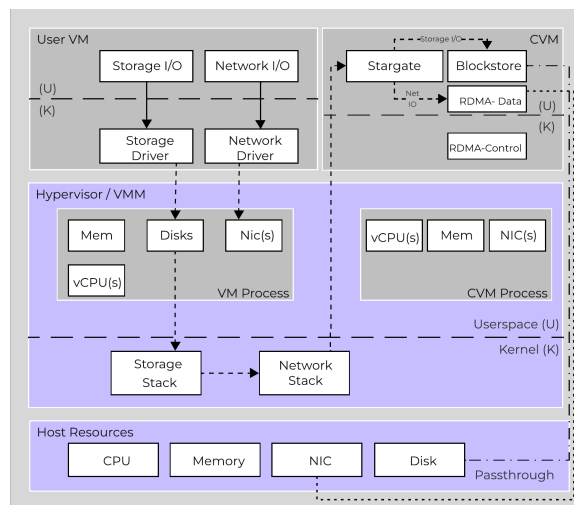 User VM
CVM
Storage I/O
Network I/O
Storage I/O
Stargate
Blockstore
Net
IO
RDMA- Data
(U)
(K)
(U)
(K)
Storage
Driver
Network
Driver
RDMA-Control
Hypervisor / VMM
Mem
Disks
Nic(s)
vCPU(s)
VM Process
vCPU(s)
Mem
NIC(s)
CVM Process
Userspace (U)
Kernel (K)
Storage
Stack
Network
Stack
Host Resources
CPU
Memory
NIC
Disk
Passthrough